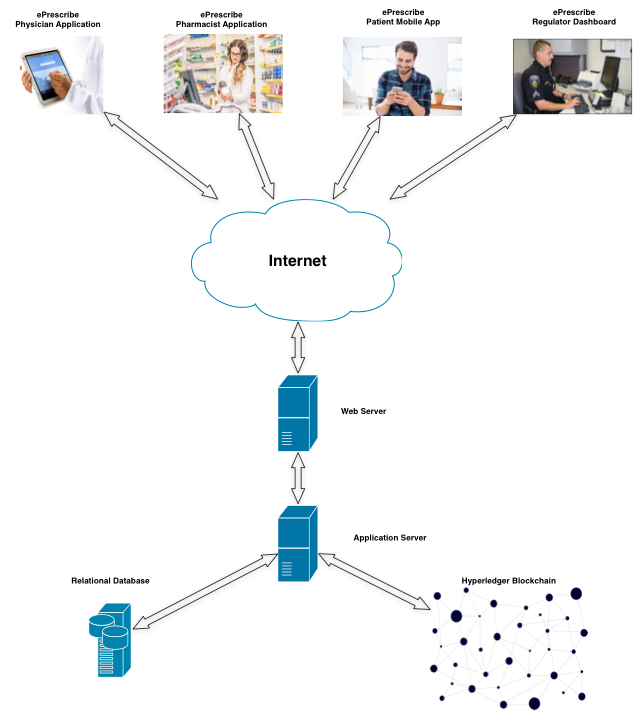 ePrescribe
Physician Application
ePrescribe
Pharmacist Application
ePrescribe
Patient Mobile App
ePrescribe
Regulator Dashboard
Internet
Web Server
Application Server
Relational Database
Hyperledger Blockchain